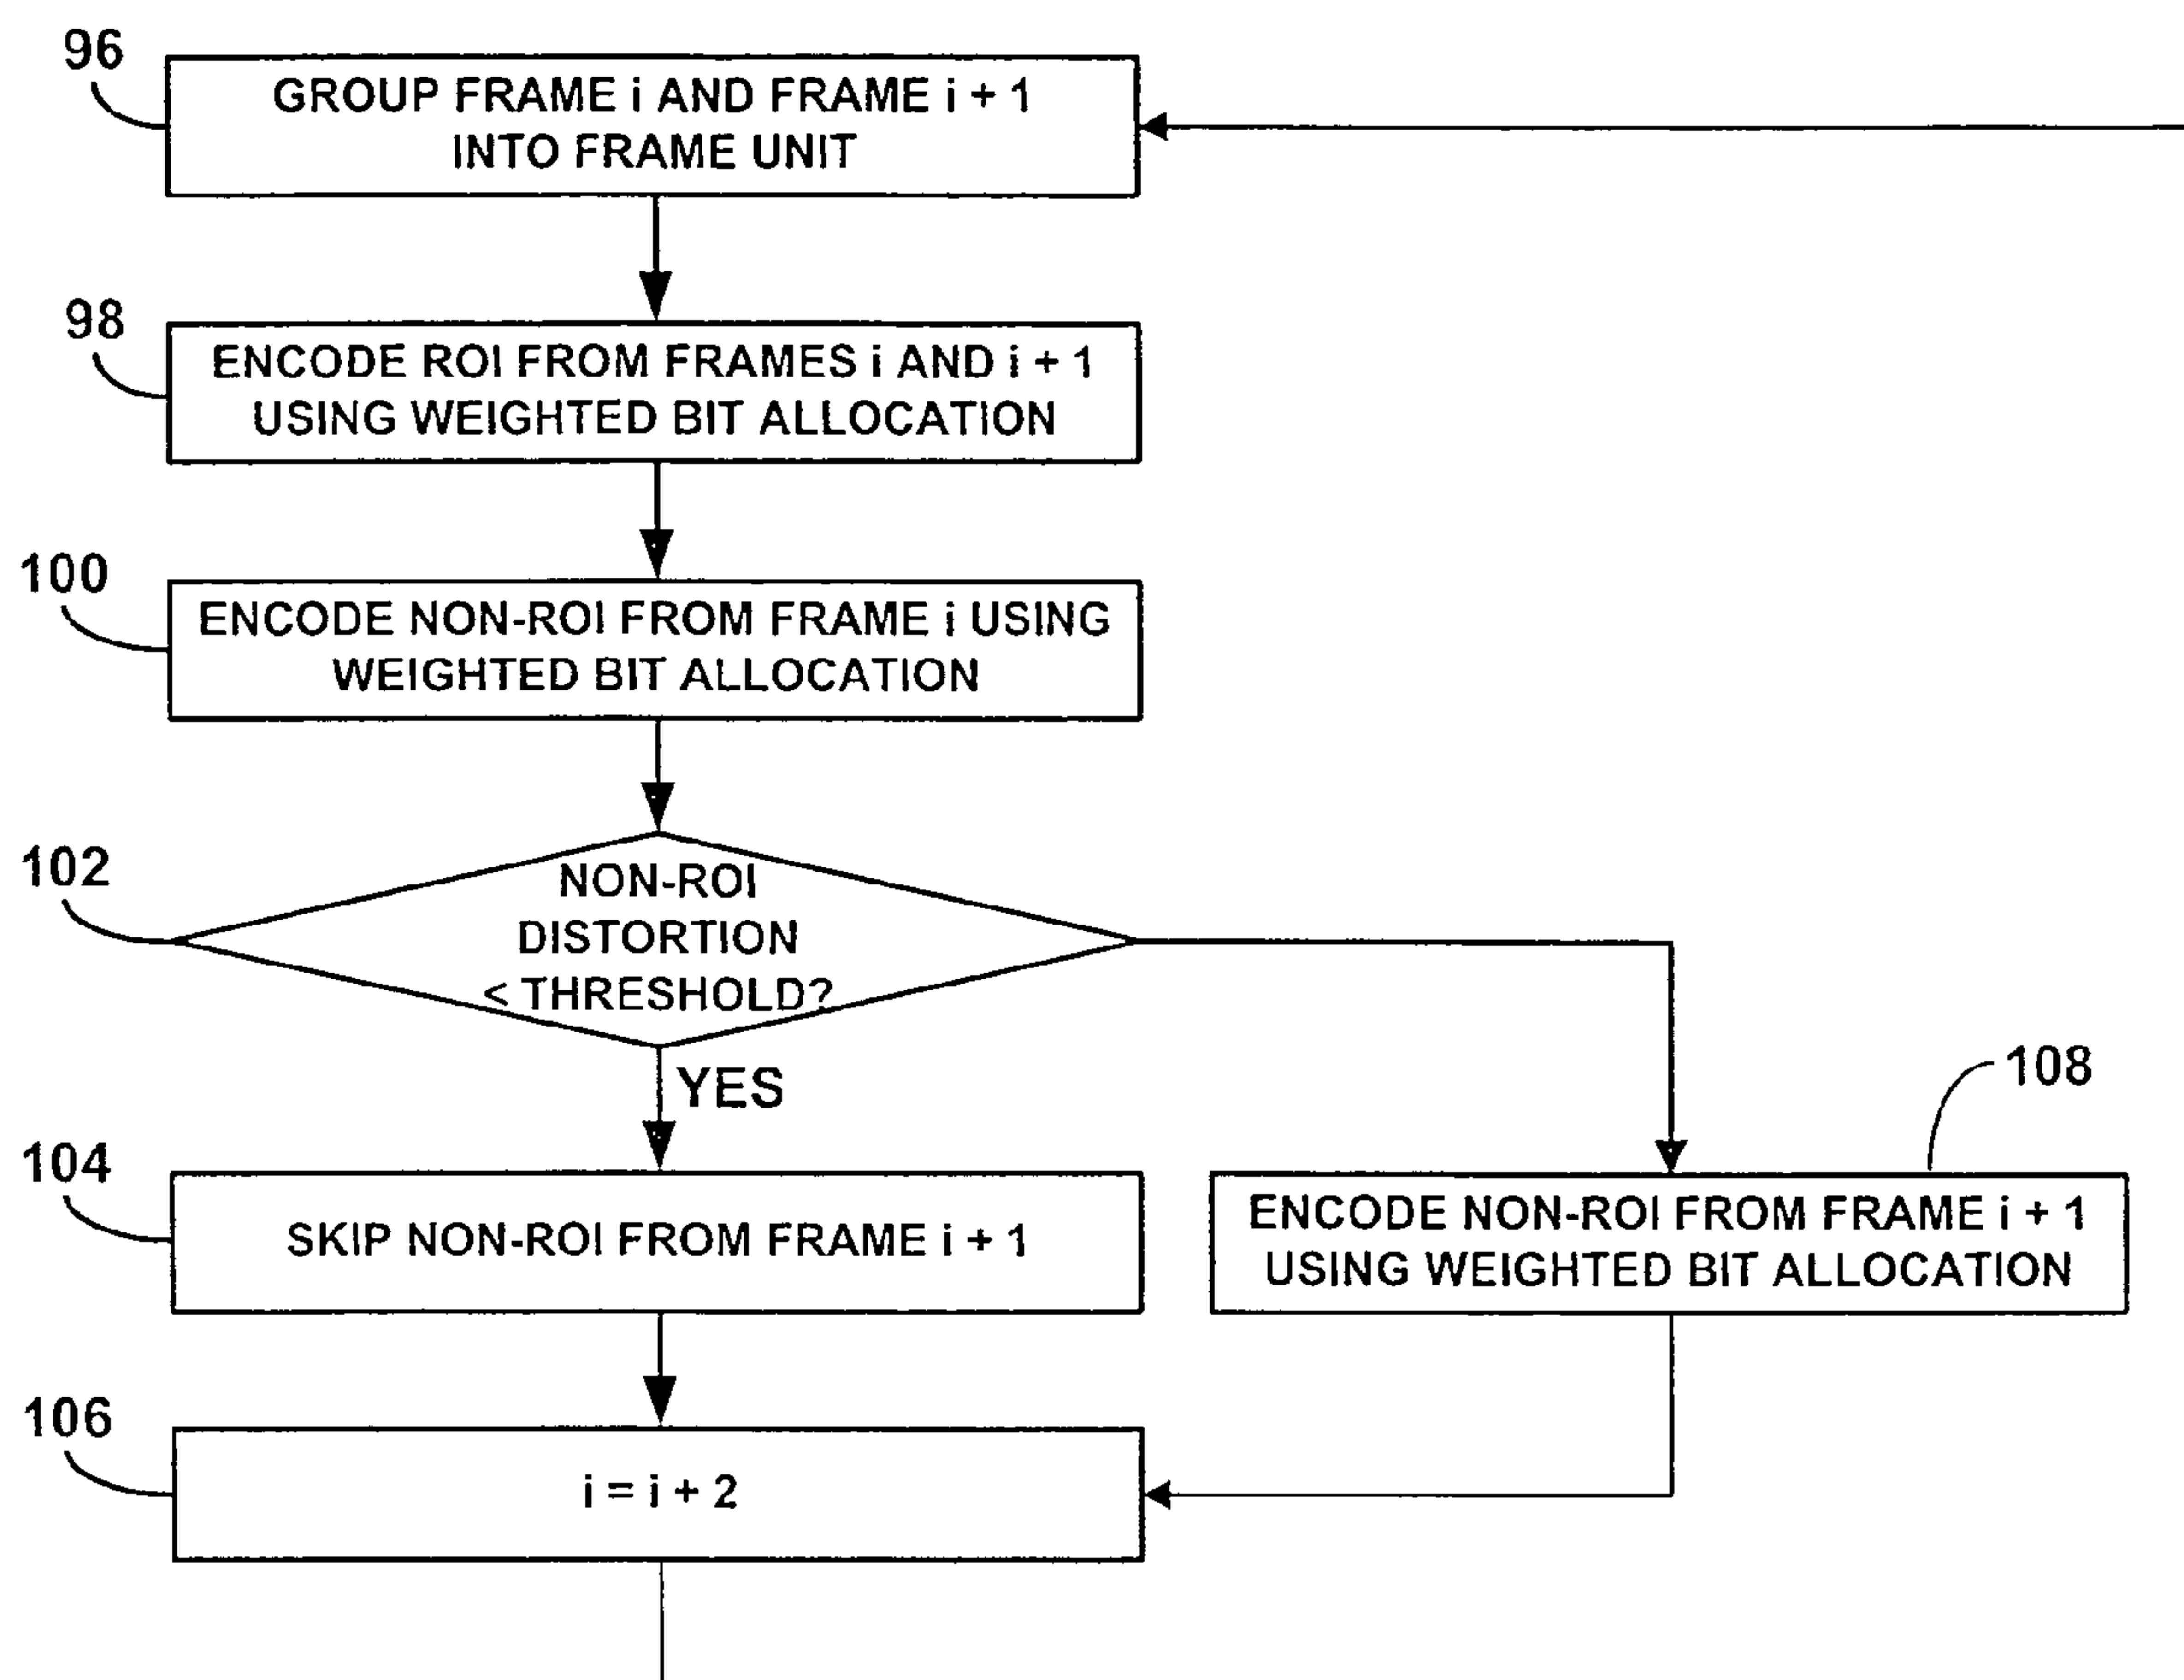 96
GROUP FRAME i AND FRAME i + 1
INTO FRAME UNIT
98
ENCODE ROI FROM FRAMES i AND i + 1
USING WEIGHTED BIT ALLOCATION
100
ENCODE NON-ROI FROM FRAME i USING
WEIGHTED BIT ALLOCATION
102
NON-ROI
DISTORTION
< THRESHOLD?
YES
108
104
SKIP NON-ROI FROM FRAME i + 1
ENCODE NON-ROI FROM FRAME i + 1
USING WEIGHTED BIT ALLOCATION
106
i = i + 2